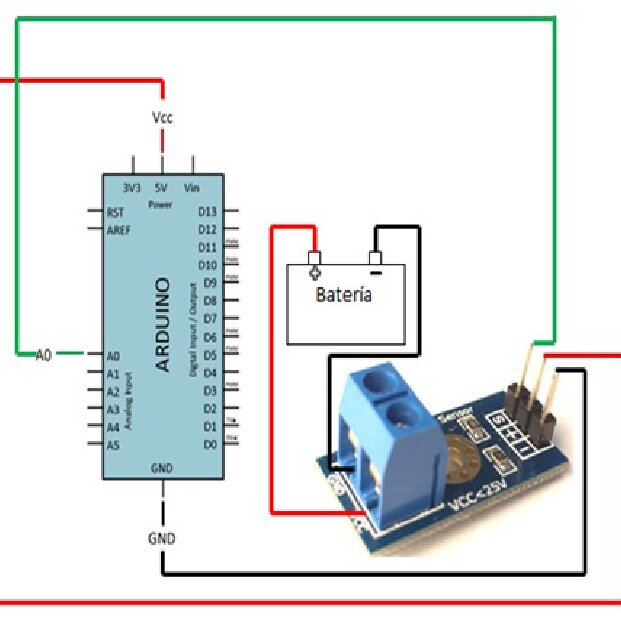 Vcc
3V3 5V Vin
Power
RST
AREF
D13
D12
D11
D10
D9
D8
D7
D6
D5
D4
D3
D2
D1
D0
ARDUINO
Digital Input / Output
Analog Input
A0
A0
A1
A2
A3
A4
A5
GND
GND
+ -
Batería
Sensor
S + -
VCC<25V